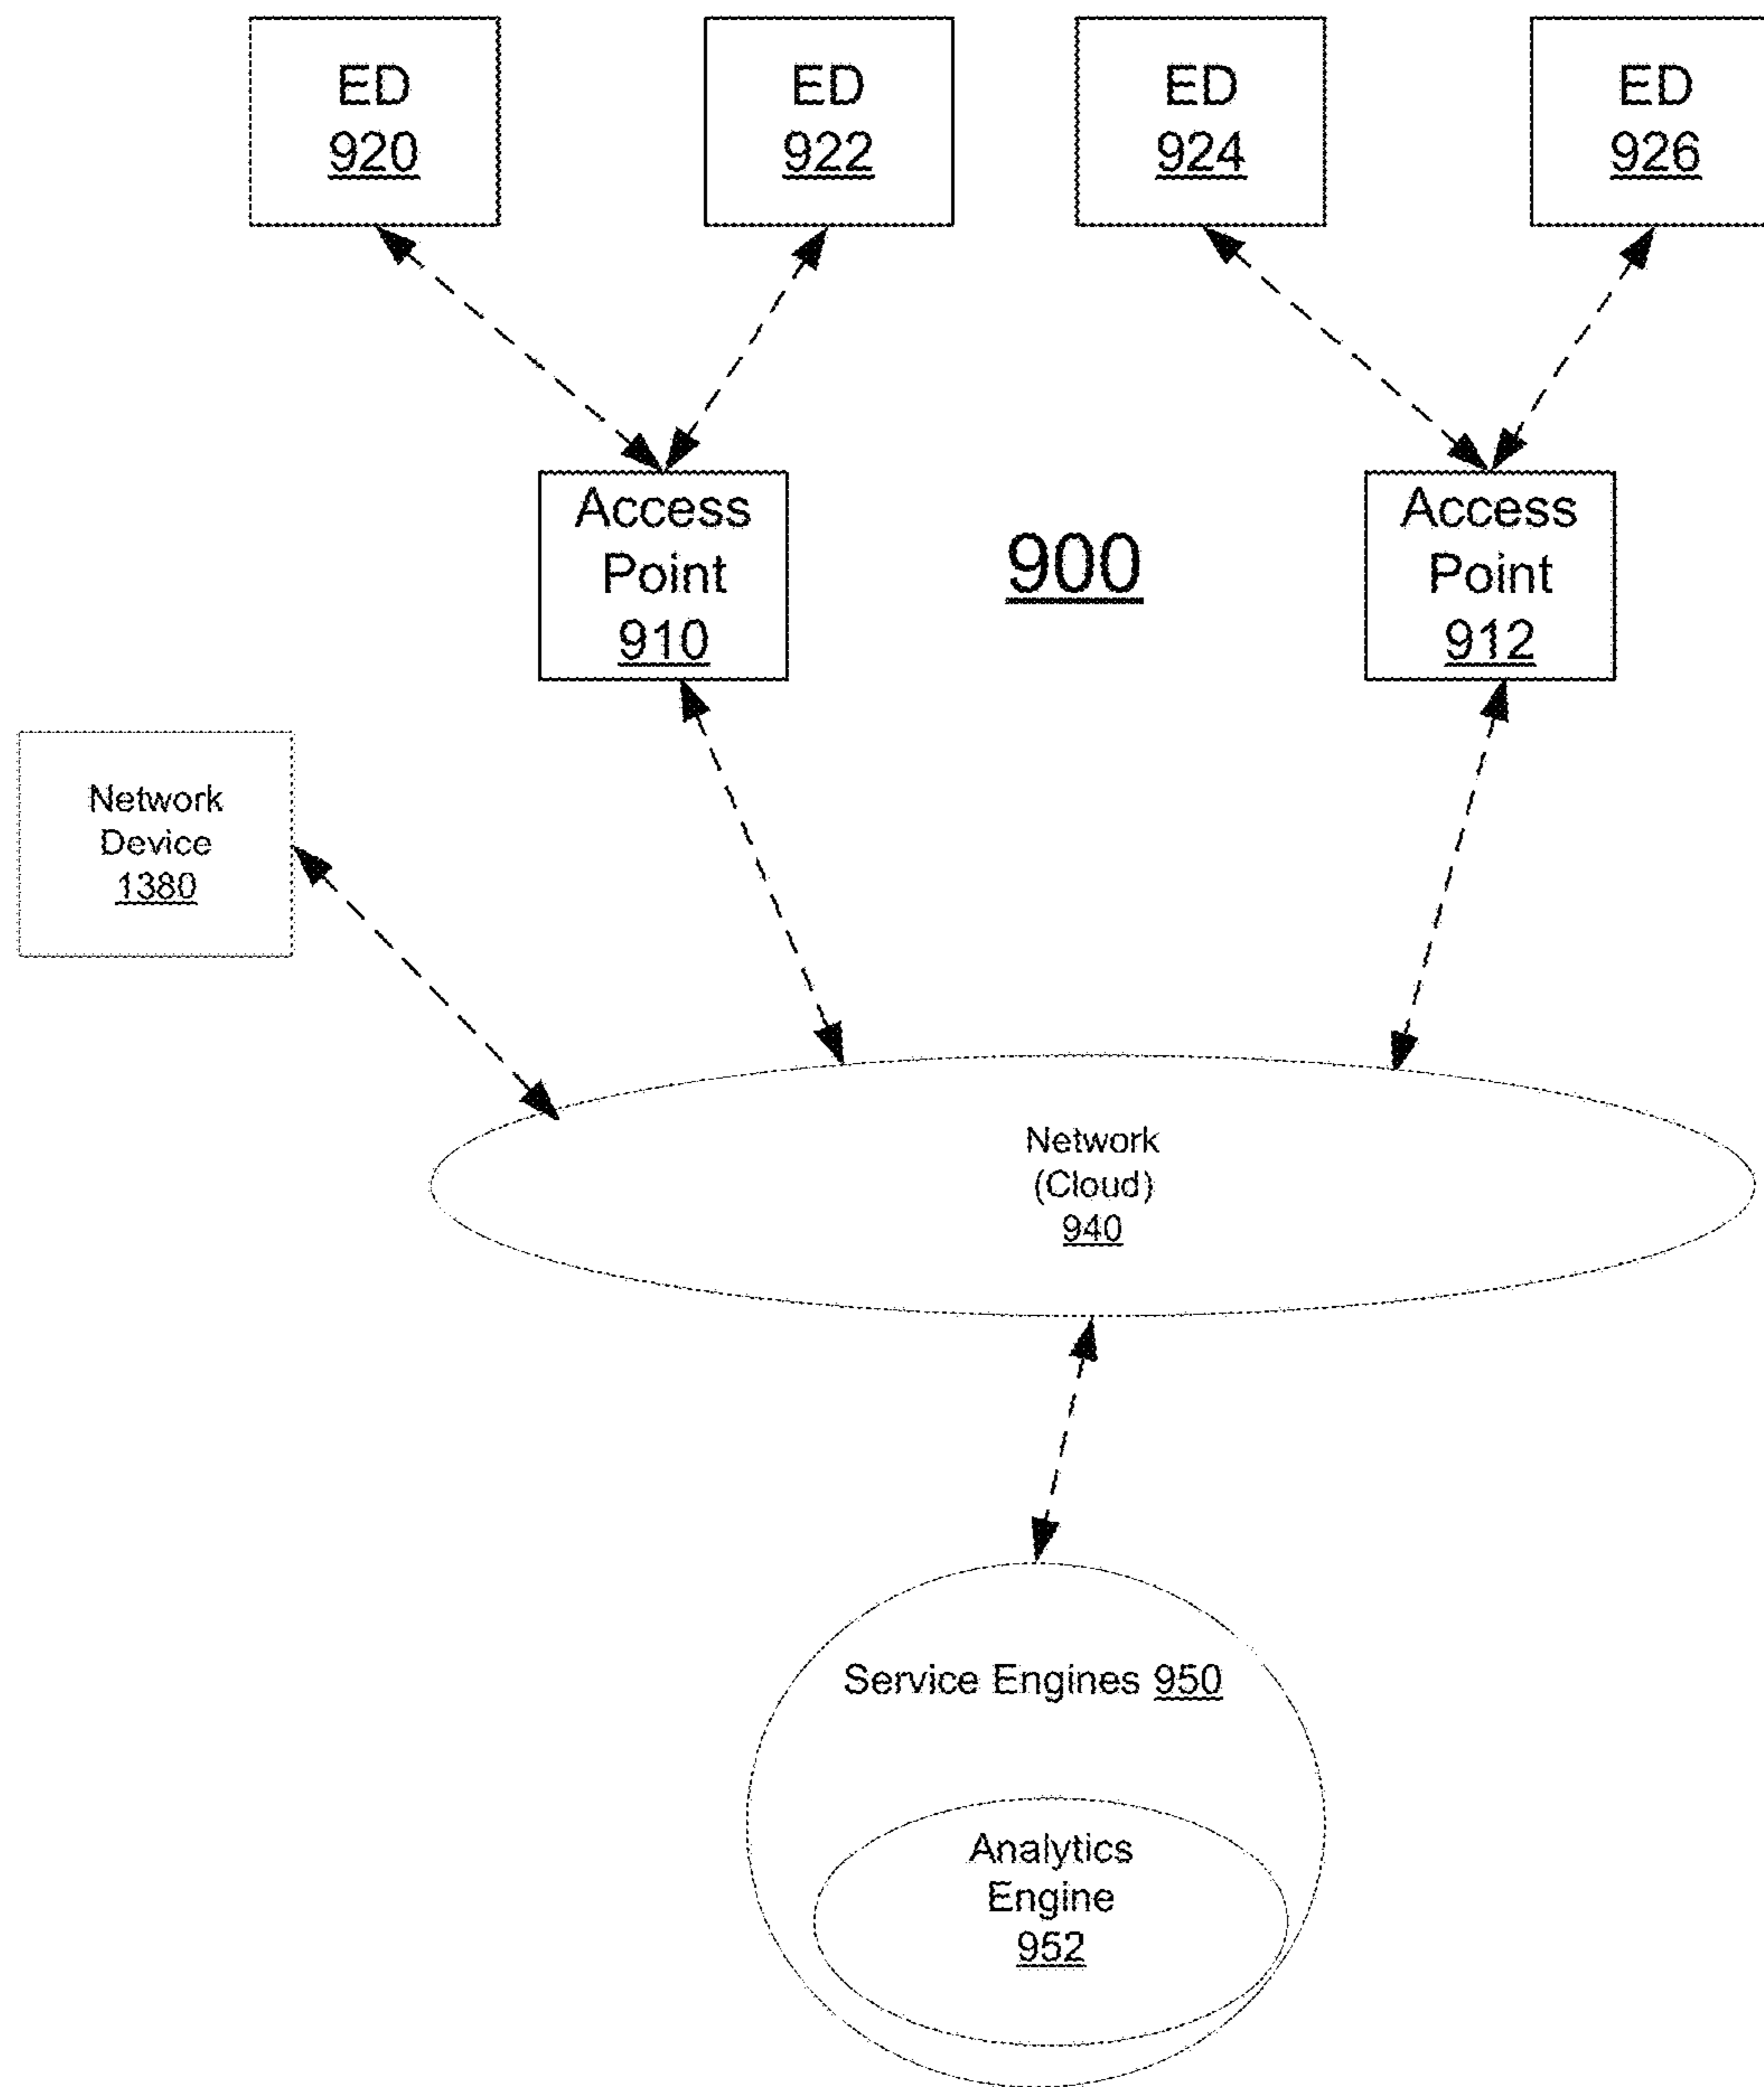 ED
920
ED
922
ED
924
ED
926
Access
Point
910
900
Access
Point
912
Network
Device
1380
Network
(Cloud)
940
Service Engines 950
Analytics
Engine
952